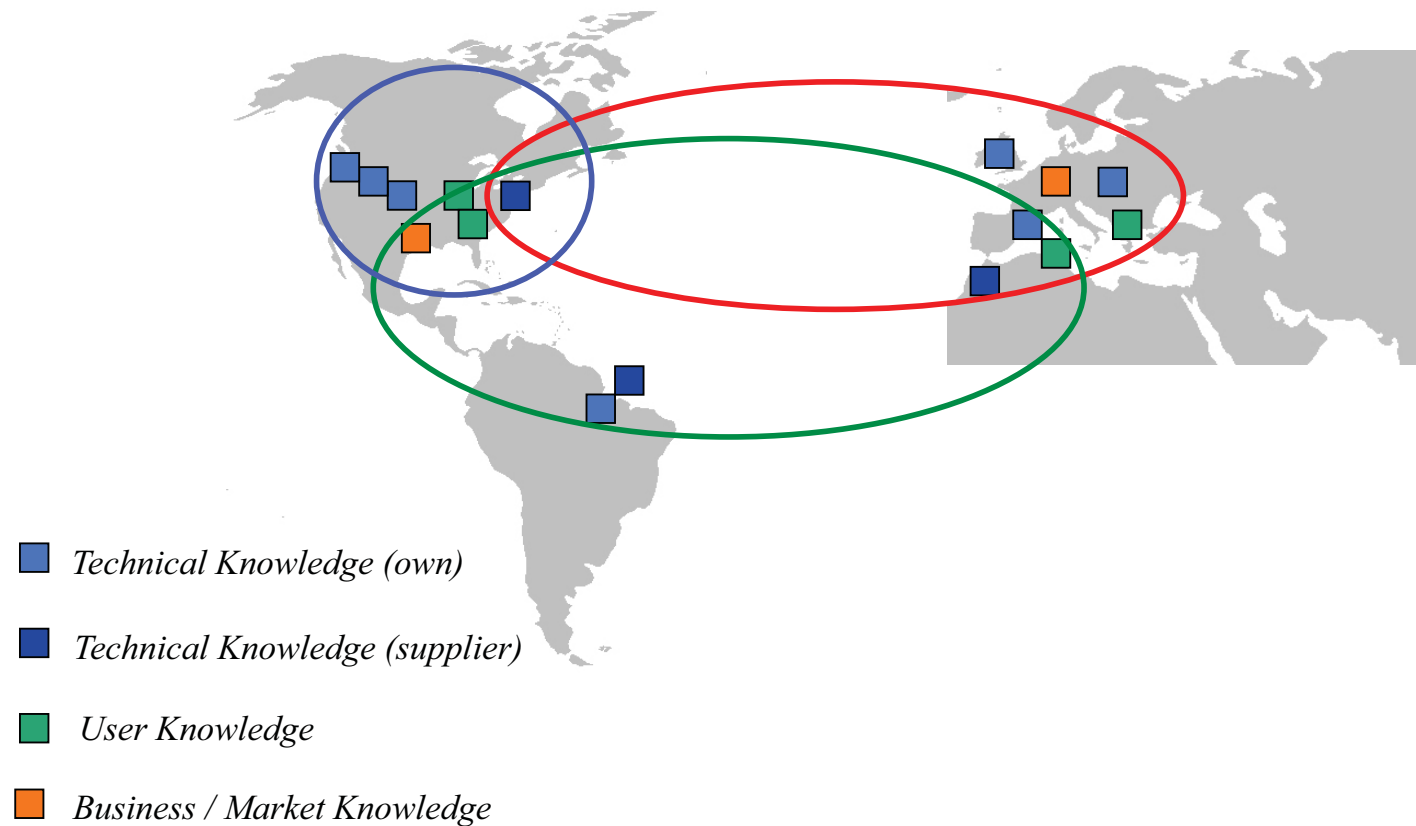 Technical Knowledge (own)
Technical Knowledge (supplier)
User Knowledge
Business / Market Knowledge